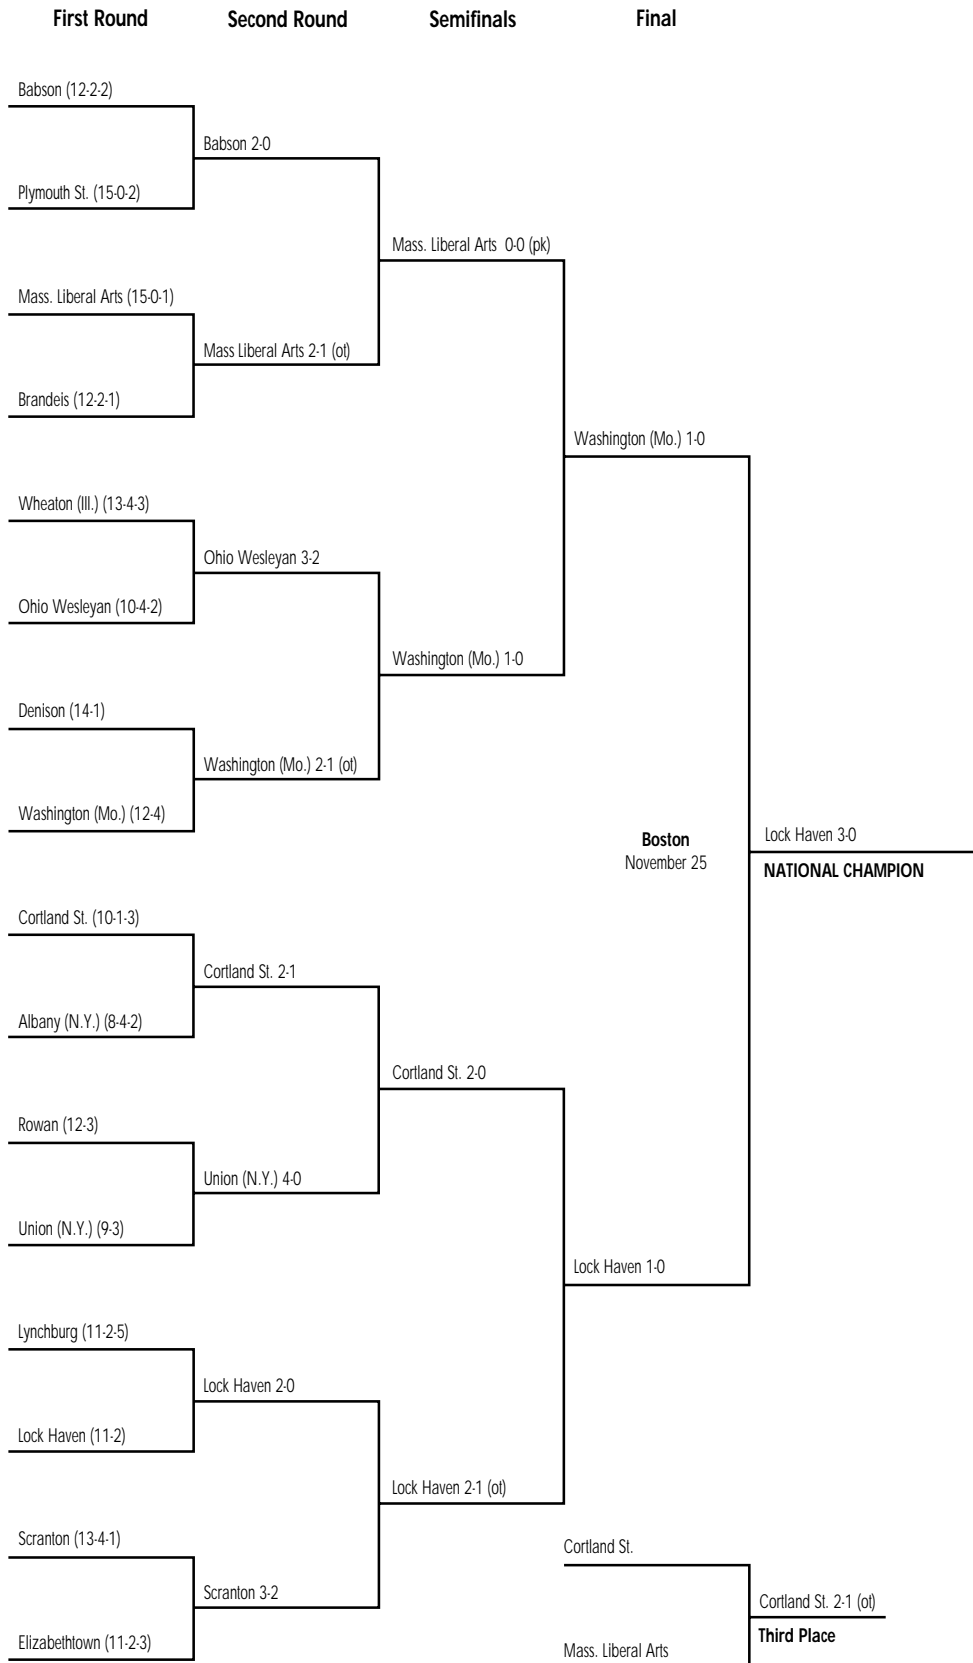 First Round
Second Round
Semifinals
Final
Babson (12-2-2)
Babson 2-0
Plymouth St. (15-0-2)
Mass. Liberal Arts 0-0 (pk)
Mass. Liberal Arts (15-0-1)
Mass Liberal Arts 2-1 (ot)
Brandeis (12-2-1)
Washington (Mo.) 1-0
Wheaton (Ill.) (13-4-3)
Ohio Wesleyan 3-2
Ohio Wesleyan (10-4-2)
Washington (Mo.) 1-0
Denison (14-1)
Washington (Mo.) 2-1 (ot)
Washington (Mo.) (12-4)
Boston
November 25
Lock Haven 3-0
NATIONAL CHAMPION
Cortland St. (10-1-3)
Cortland St. 2-1
Albany (N.Y.) (8-4-2)
Cortland St. 2-0
Rowan (12-3)
Union (N.Y.) 4-0
Union (N.Y.) (9-3)
Lock Haven 1-0
Lynchburg (11-2-5)
Lock Haven 2-0
Lock Haven (11-2)
Lock Haven 2-1 (ot)
Scranton (13-4-1)
Scranton 3-2
Elizabethtown (11-2-3)
Cortland St.
Cortland St. 2-1 (ot)
Third Place
Mass. Liberal Arts